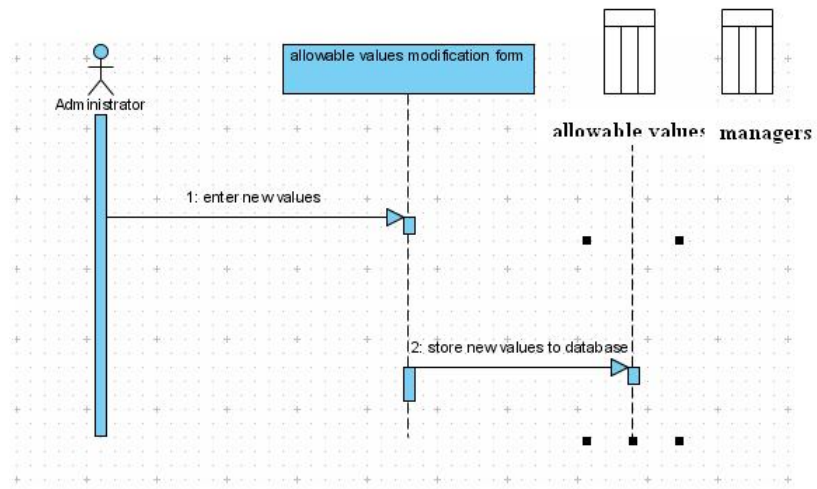 allowable values modification form
Administrator
allowable values managers
1: enter new values
2: store new values to database